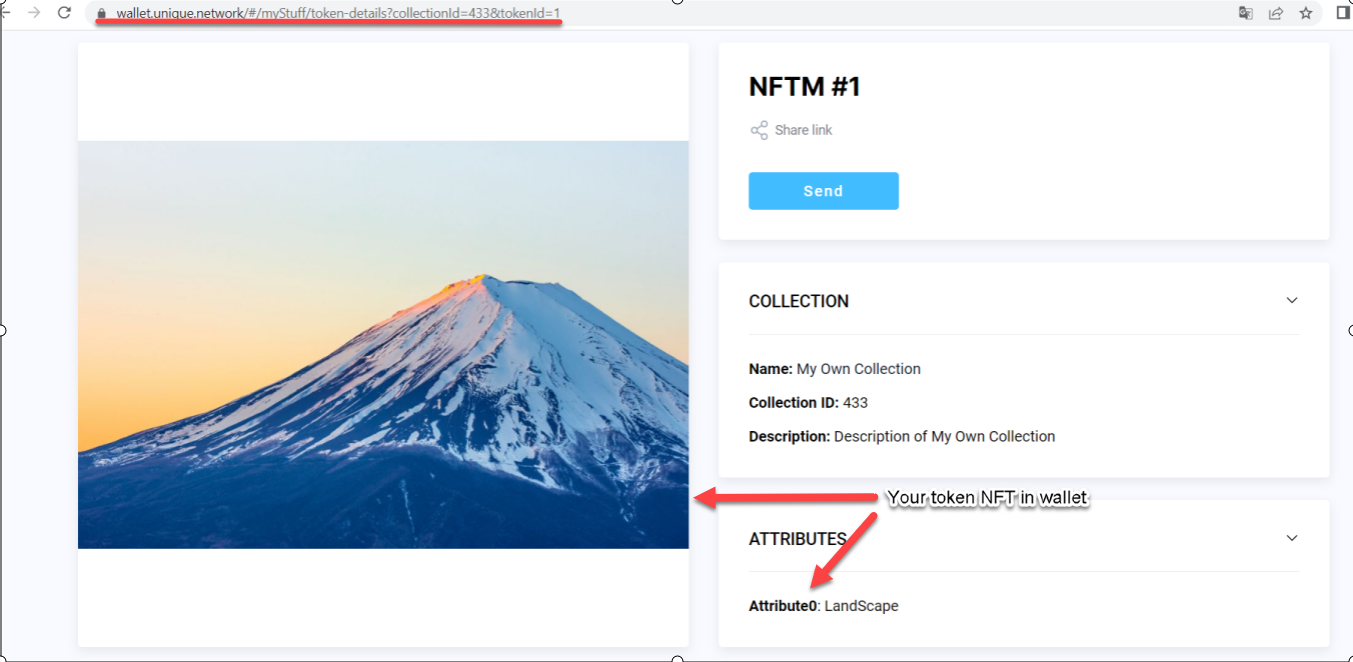 wallet.unique.network/#/myStuff/token-details?collectionId=433&tokenId=1
NFTM #1
Share link
Send
COLLECTION
Name: My Own Collection
Collection ID: 433
Description: Description of My Own Collection
Your token NFT in wallet
ATTRIBUTES
Attribute0: LandScape